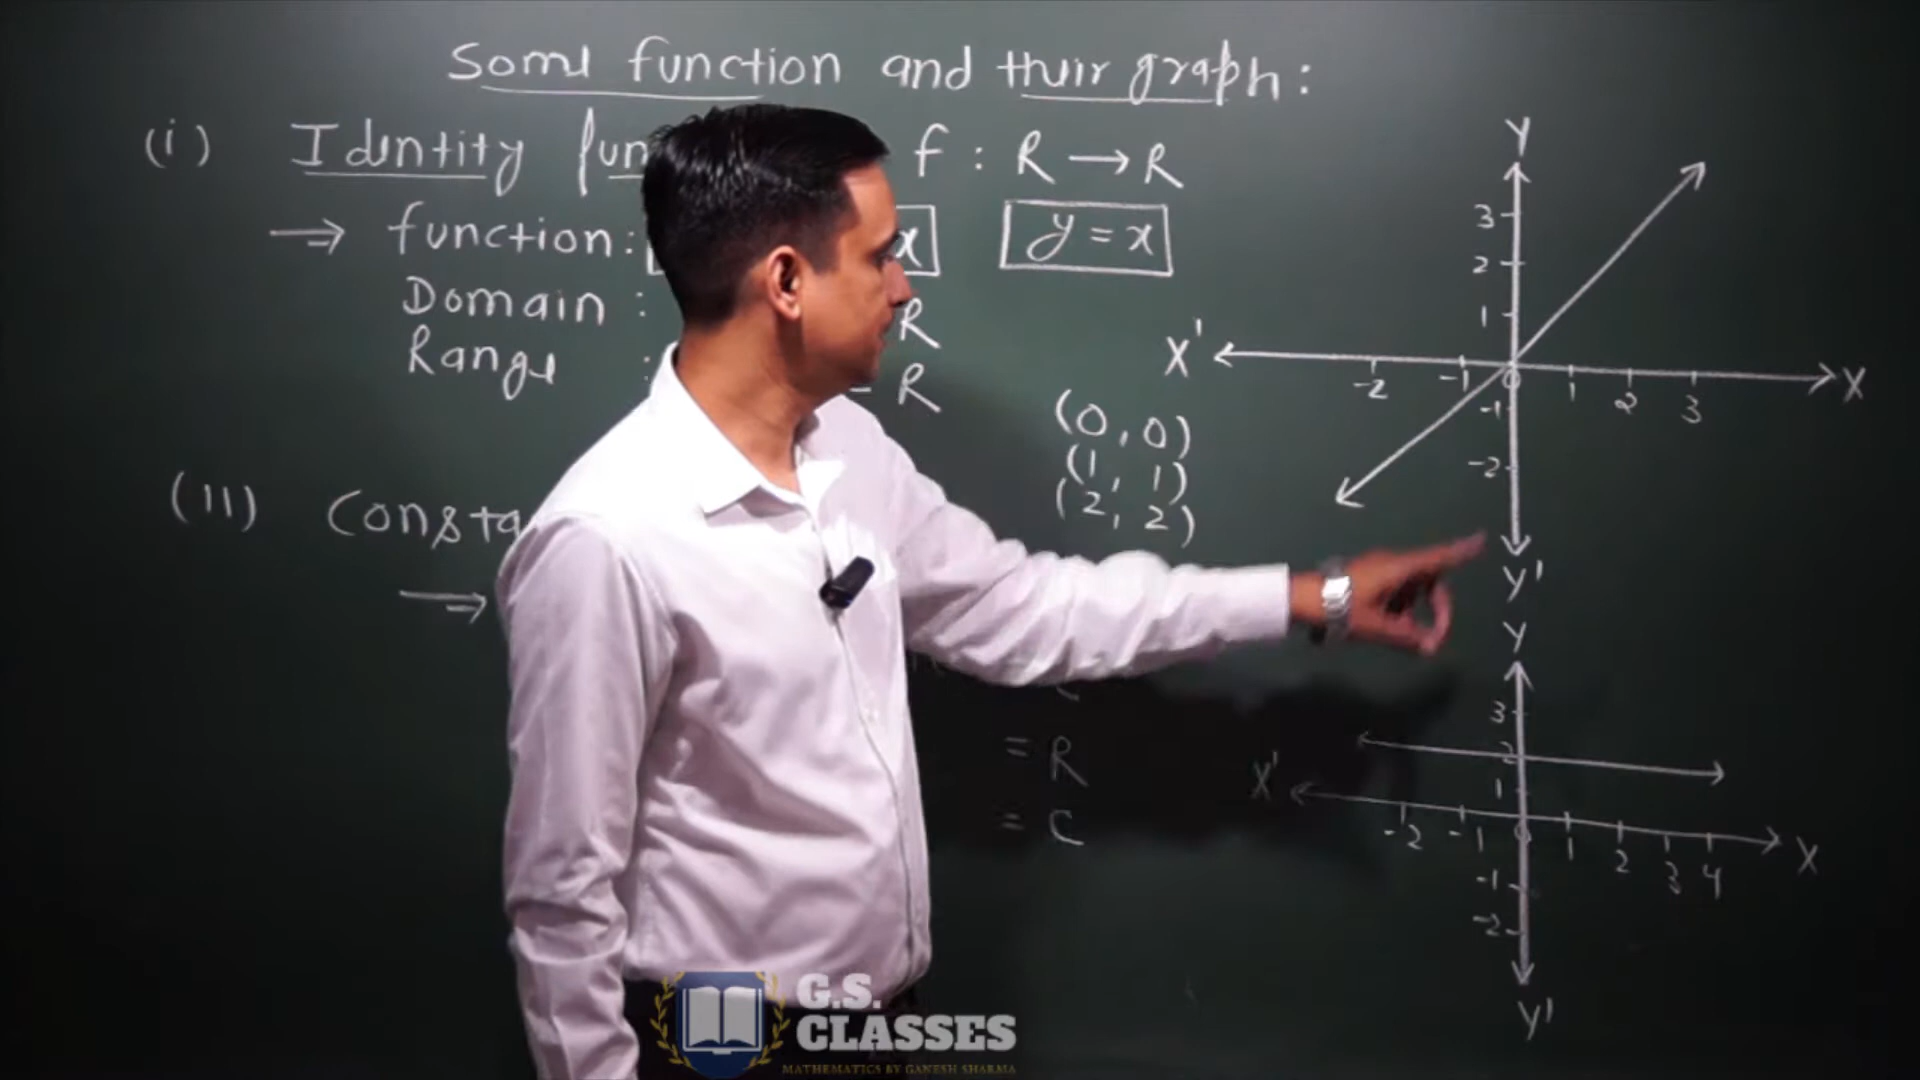 Some function and their graph:
(i) Identity fun f : R → R
⇒ function: x y = x
Domain : R
Range : = R
(0, 0)
(1, 1)
(2, 2)
(II) Consta
⇒
C
= R
= C
Y
3
2
1
X' -2 -1 0 1 2 3 X
-1
-2
Y'
Y
3
2
1
X' -2 -1 0 1 2 3 4 X
-1
-2
Y'
G.S.
CLASSES
MATHEMATICS BY GANESH SHARMA